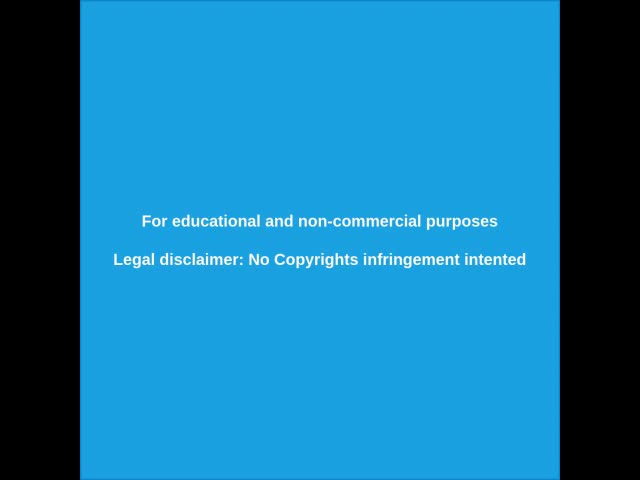 For educational and non-commercial purposes
Legal disclaimer: No Copyrights infringement intented